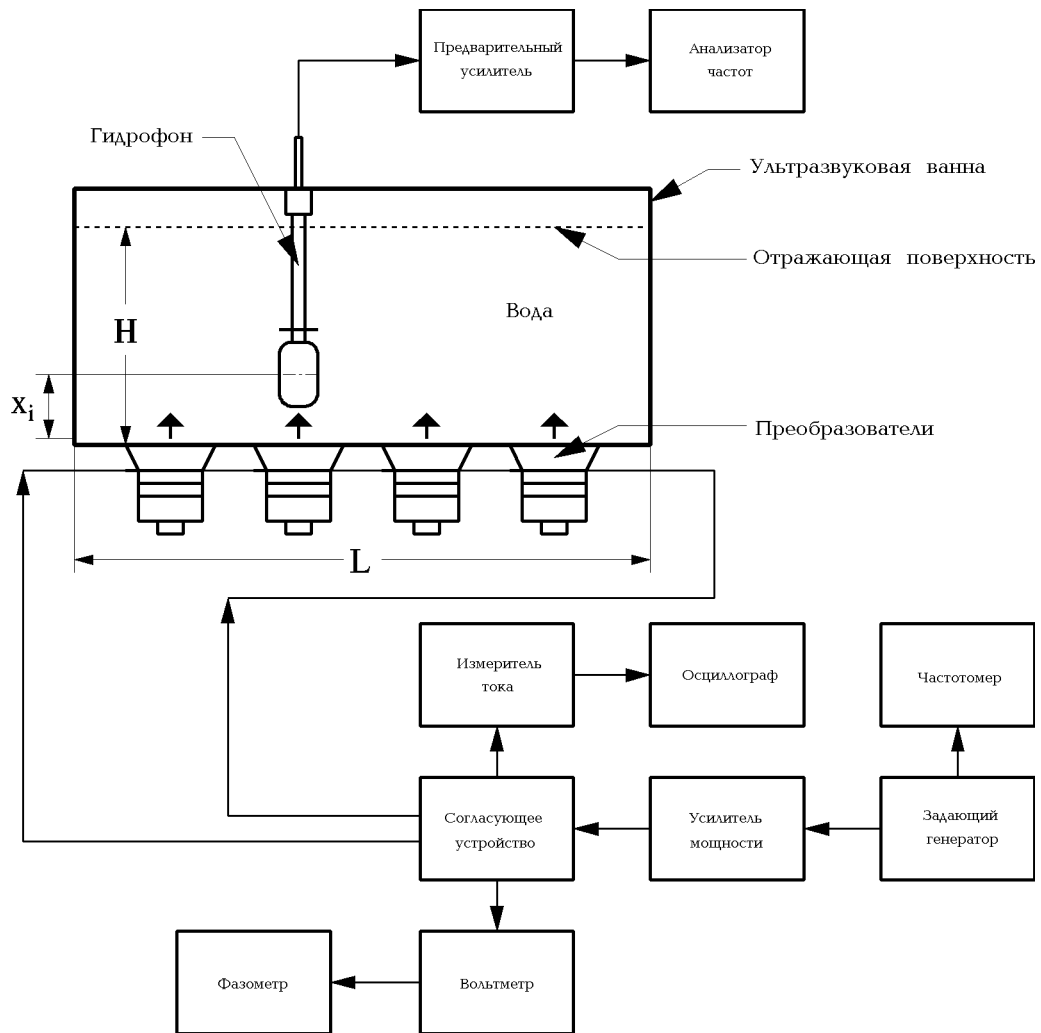 Предварительный
усилитель
Анализатор
частот
Гидрофон
Ультразвуковая ванна
Отражающая поверхность
Вода
H
Xi
Преобразователи
L
Измеритель
тока
Осциллограф
Частотомер
Согласующее
устройство
Усилитель
мощности
Задающий
генератор
Фазометр
Вольтметр